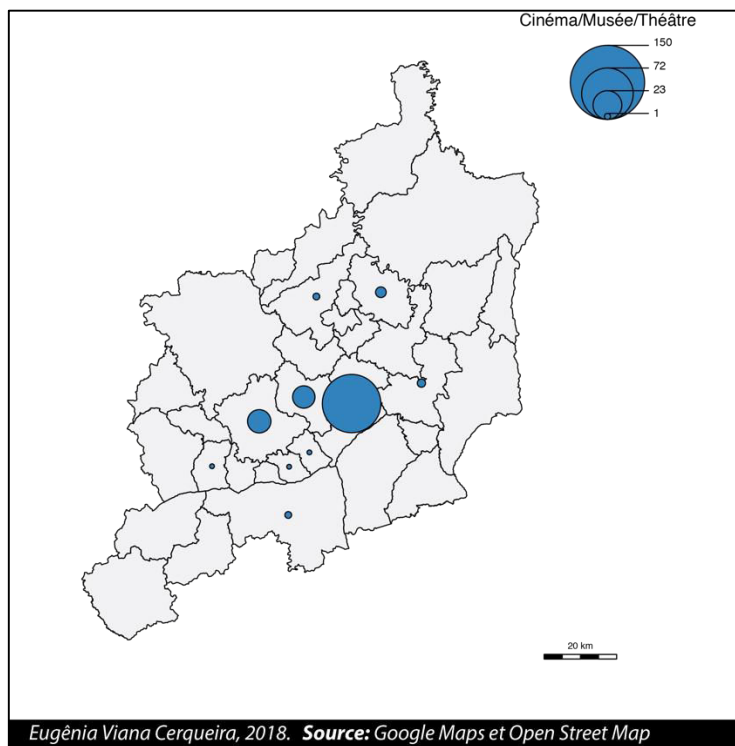 Cinéma/Musée/Théâtre
150
72
23
1
20 km
Eugênia Viana Cerqueira, 2018. Source: Google Maps et Open Street Map